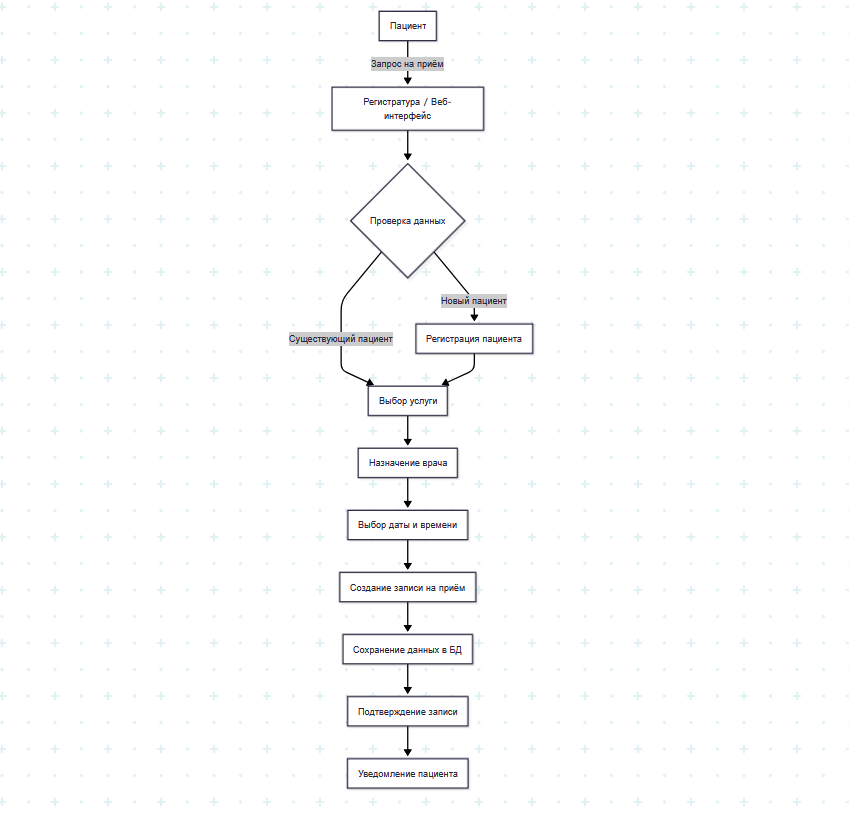 Пациент
Запрос на приём
Регистратура / Веб-
интерфейс
Проверка данных
Новый пациент
Существующий пациент
Регистрация пациента
Выбор услуги
Назначение врача
Выбор даты и времени
Создание записи на приём
Сохранение данных в БД
Подтверждение записи
Уведомление пациента